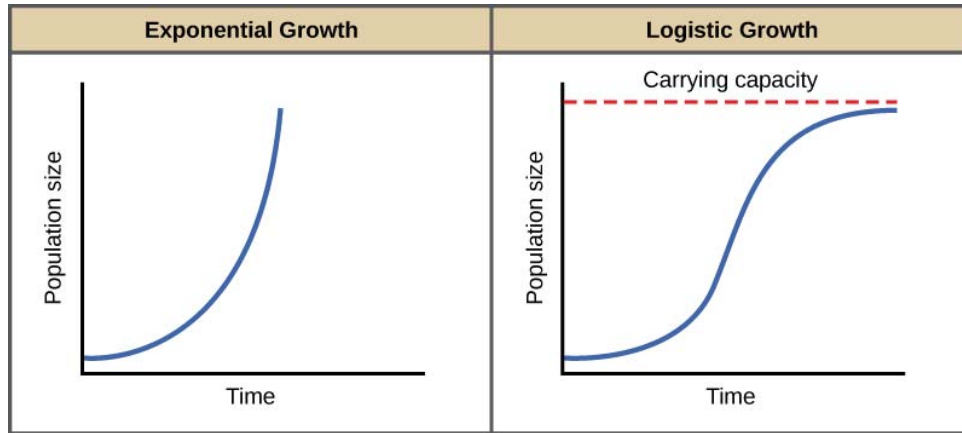 Exponential Growth
Logistic Growth
Population size
Time
Carrying capacity
Population size
Time